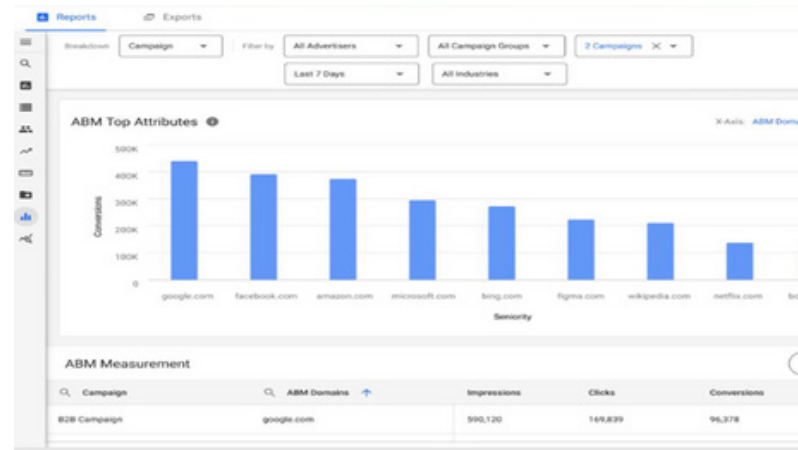 Reports Exports
Breakdown Campaign Filter by All Advertisers All Campaign Groups 2 Campaigns
Last 7 Days All Industries
ABM Top Attributes X-Axis: ABM
500K
400K
300K
200K
100K
0
Conversions
google.com facebook.com amazon.com microsoft.com bing.com figma.com wikipedia.com netflix.com
Seniority
ABM Measurement
Campaign ABM Domains Impressions Clicks Conversions
B2B Campaign google.com 590,120 169,839 96,378